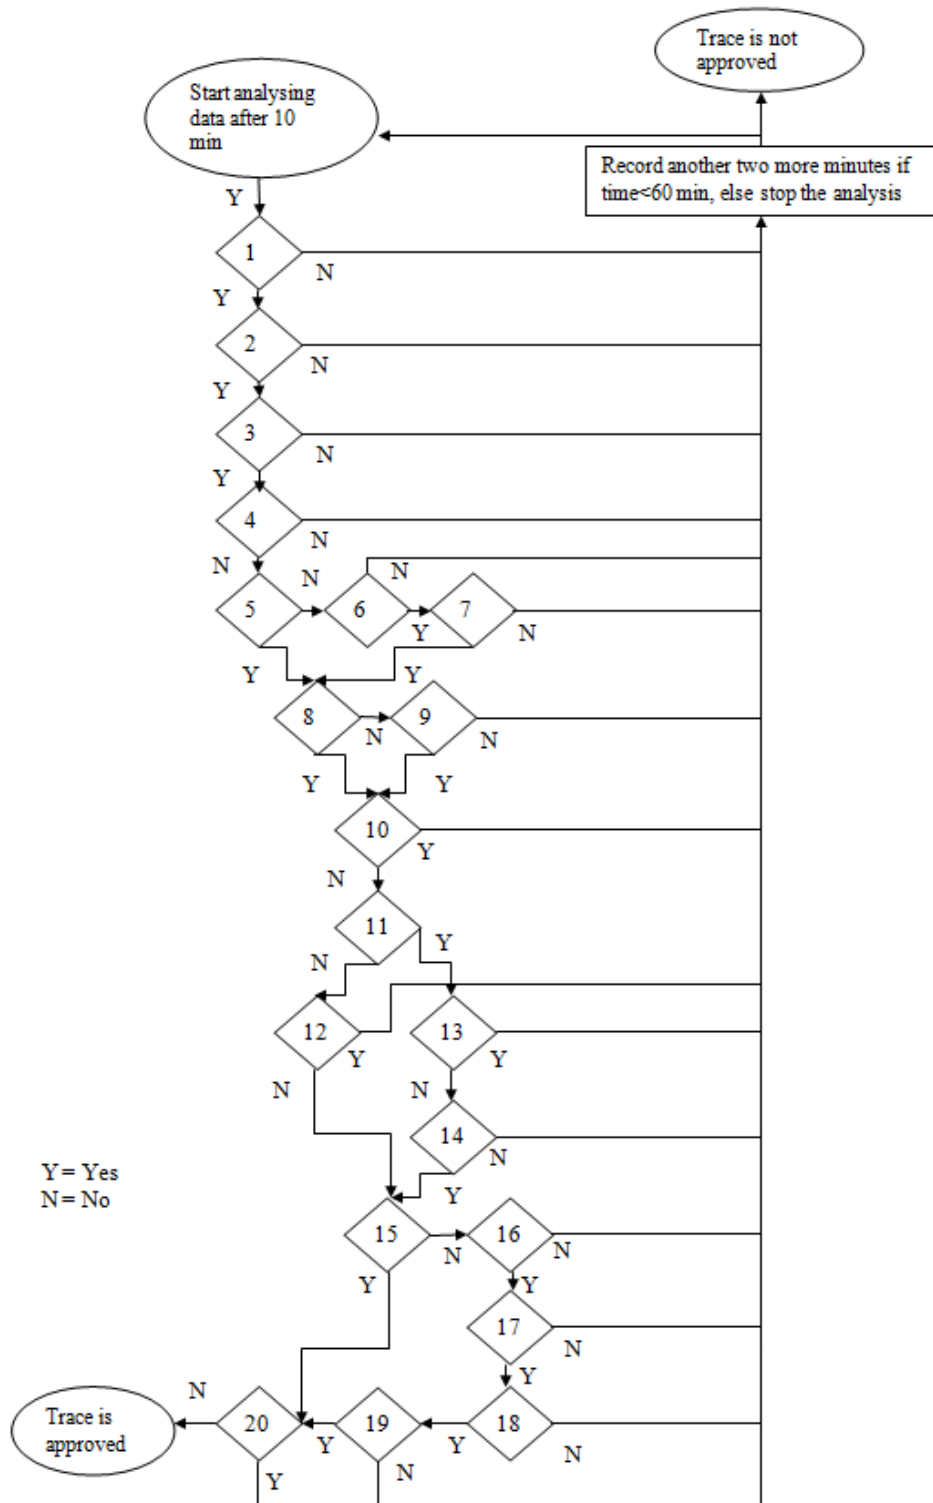 Trace is not
approved
Start analysing
data after 10
min
Record another two more minutes if
time<60 min, else stop the analysis
Y
1
N
Y
2
N
Y
3
N
Y
4
N
N
N
N
5
6
7
Y
N
Y
Y
8
9
N
N
Y
Y
10
Y
N
11
Y
N
12
13
Y
Y
N
N
14
N
Y = Yes
N = No
Y
15
16
N
N
Y
Y
17
N
Y
N
Trace is
approved
20
19
18
Y
Y
N
Y
N